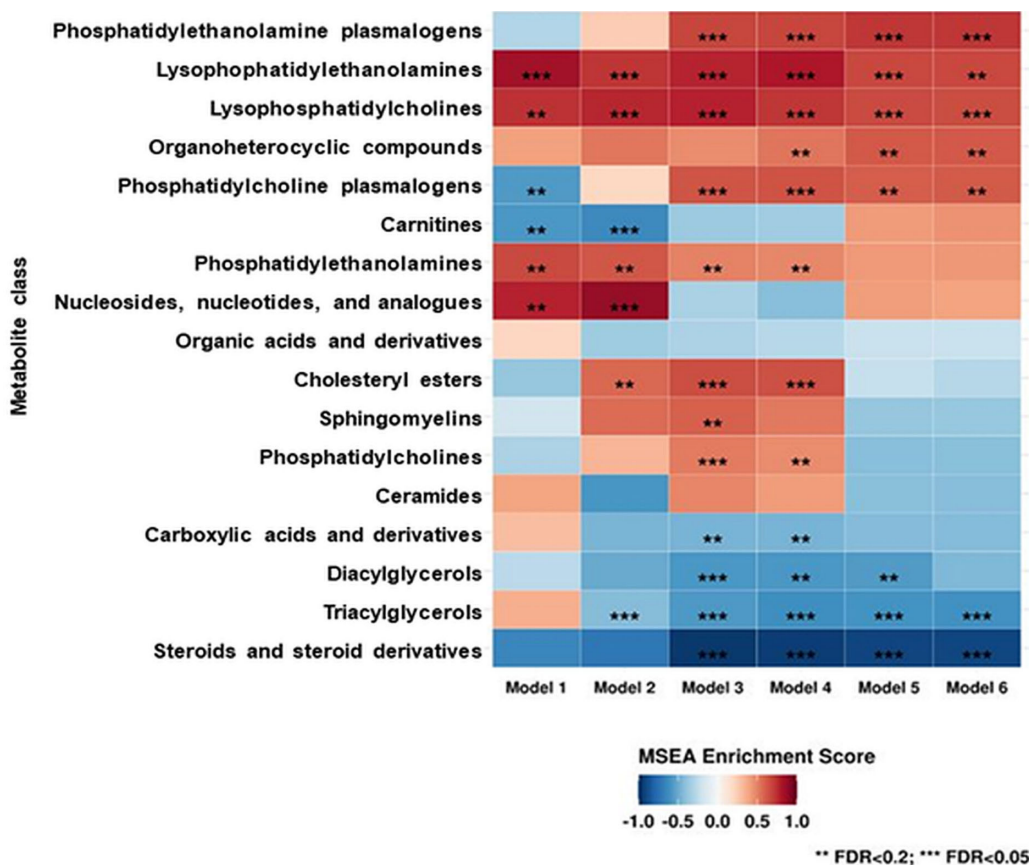 Metabolite class
Phosphatidylethanolamine plasmalogens *** *** *** ***
Lysophophatidylethanolamines *** *** *** *** *** **
Lysophosphatidylcholines ** *** *** *** *** ***
Organoheterocyclic compounds ** ** **
Phosphatidylcholine plasmalogens ** *** *** ** **
Carnitines ** ***
Phosphatidylethanolamines ** ** ** **
Nucleosides, nucleotides, and analogues ** ***
Organic acids and derivatives
Cholesteryl esters ** *** ***
Sphingomyelins **
Phosphatidylcholines *** **
Ceramides
Carboxylic acids and derivatives ** **
Diacylglycerols *** ** **
Triacylglycerols *** *** *** *** ***
Steroids and steroid derivatives *** *** *** ***
Model 1 Model 2 Model 3 Model 4 Model 5 Model 6
MSEA Enrichment Score
-1.0 -0.5 0.0 0.5 1.0
** FDR<0.2; *** FDR<0.05